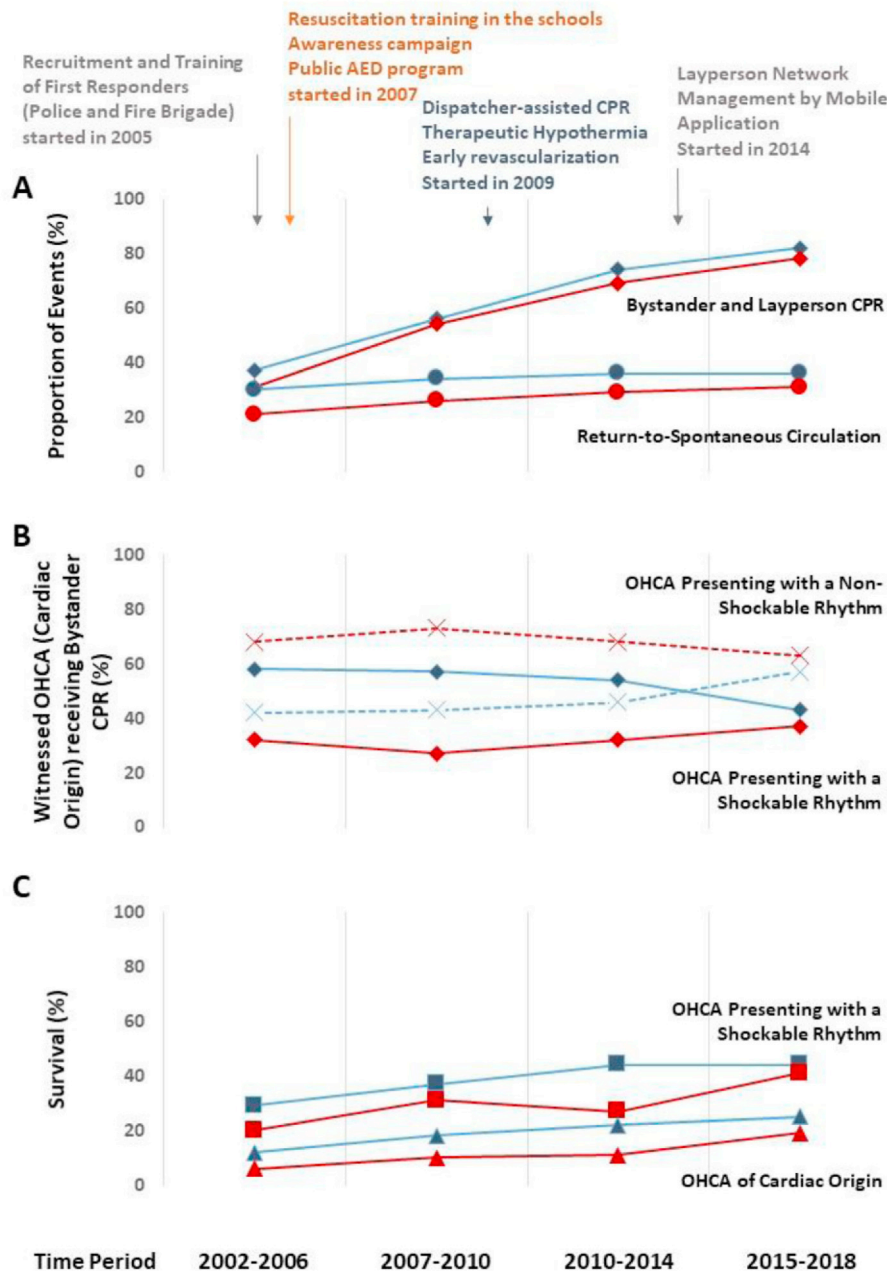 Resuscitation training in the schools
Awareness campaign
Public AED program
started in 2007
Recruitment and Training
of First Responders
(Police and Fire Brigade)
started in 2005
Dispatcher-assisted CPR
Therapeutic Hypothermia
Early revascularization
Started in 2009
Layperson Network
Management by Mobile
Application
Started in 2014
A
Proportion of Events (%)
100
80
60
40
20
0
Bystander and Layperson CPR
Return-to-Spontaneous Circulation
B
Witnessed OHCA (Cardiac
Origin) receiving Bystander
CPR (%)
100
80
60
40
20
0
OHCA Presenting with a Non-
Shockable Rhythm
OHCA Presenting with a
Shockable Rhythm
C
Survival (%)
100
80
60
40
20
0
OHCA Presenting with a
Shockable Rhythm
OHCA of Cardiac Origin
Time Period 2002-2006 2007-2010 2010-2014 2015-2018